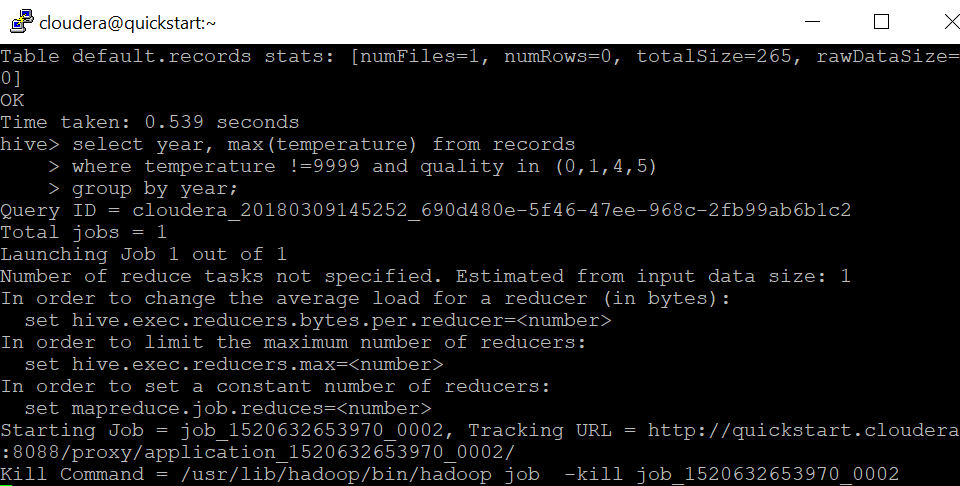 cloudera@quickstart:~
Table default.records stats: [numFiles=1, numRows=0, totalSize=265, rawDataSize=
0]
OK
Time taken: 0.539 seconds
hive> select year, max(temperature) from records
    > where temperature !=9999 and quality in (0,1,4,5)
    > group by year;
Query ID = cloudera_20180309145252_690d480e-5f46-47ee-968c-2fb99ab6b1c2
Total jobs = 1
Launching Job 1 out of 1
Number of reduce tasks not specified. Estimated from input data size: 1
In order to change the average load for a reducer (in bytes):
  set hive.exec.reducers.bytes.per.reducer=<number>
In order to limit the maximum number of reducers:
  set hive.exec.reducers.max=<number>
In order to set a constant number of reducers:
  set mapreduce.job.reduces=<number>
Starting Job = job_1520632653970_0002, Tracking URL = http://quickstart.cloudera
:8088/proxy/application_1520632653970_0002/
Kill Command = /usr/lib/hadoop/bin/hadoop job  -kill job_1520632653970_0002